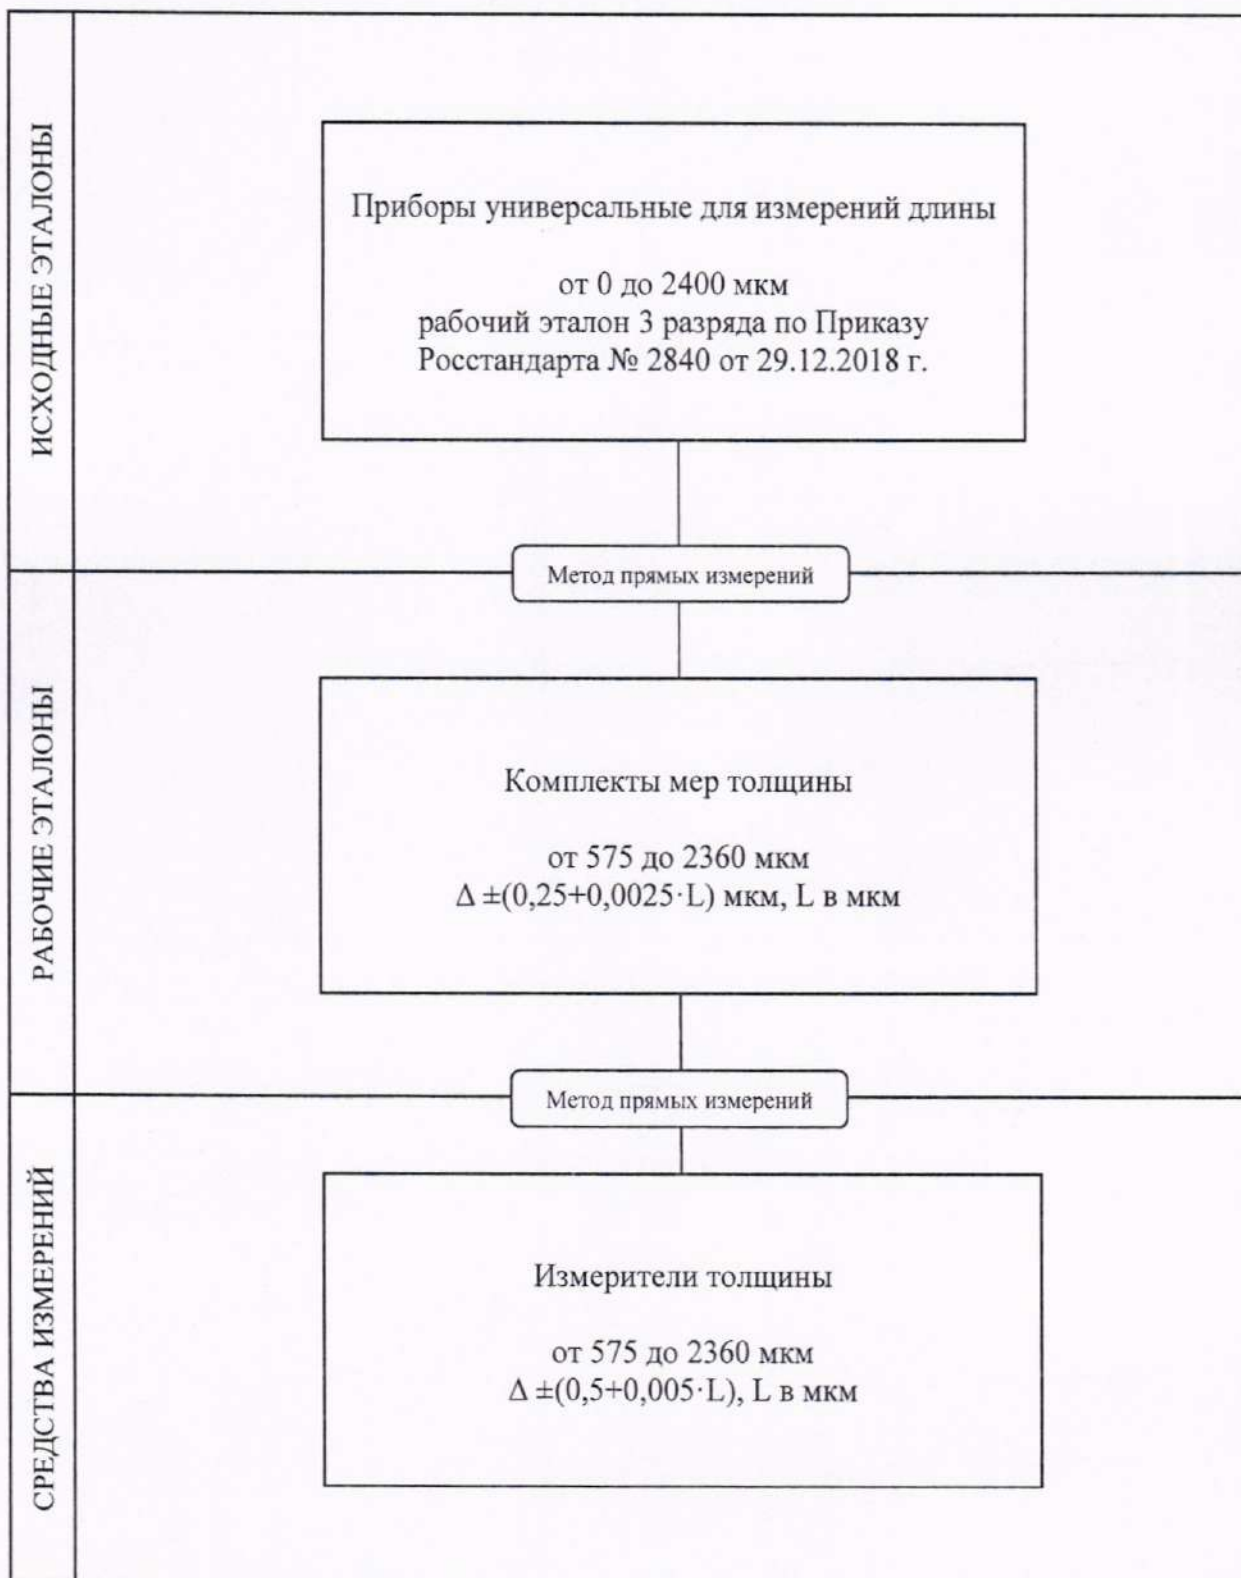 ИСХОДНЫЕ ЭТАЛОНЫ
Приборы универсальные для измерений длины
от 0 до 2400 мкм
рабочий эталон 3 разряда по Приказу
Росстандарта № 2840 от 29.12.2018 г.
Метод прямых измерений
РАБОЧИЕ ЭТАЛОНЫ
Комплекты мер толщины
от 575 до 2360 мкм
Δ ±(0,25+0,0025·L) мкм, L в мкм
Метод прямых измерений
СРЕДСТВА ИЗМЕРЕНИЙ
Измерители толщины
от 575 до 2360 мкм
Δ ±(0,5+0,005·L), L в мкм